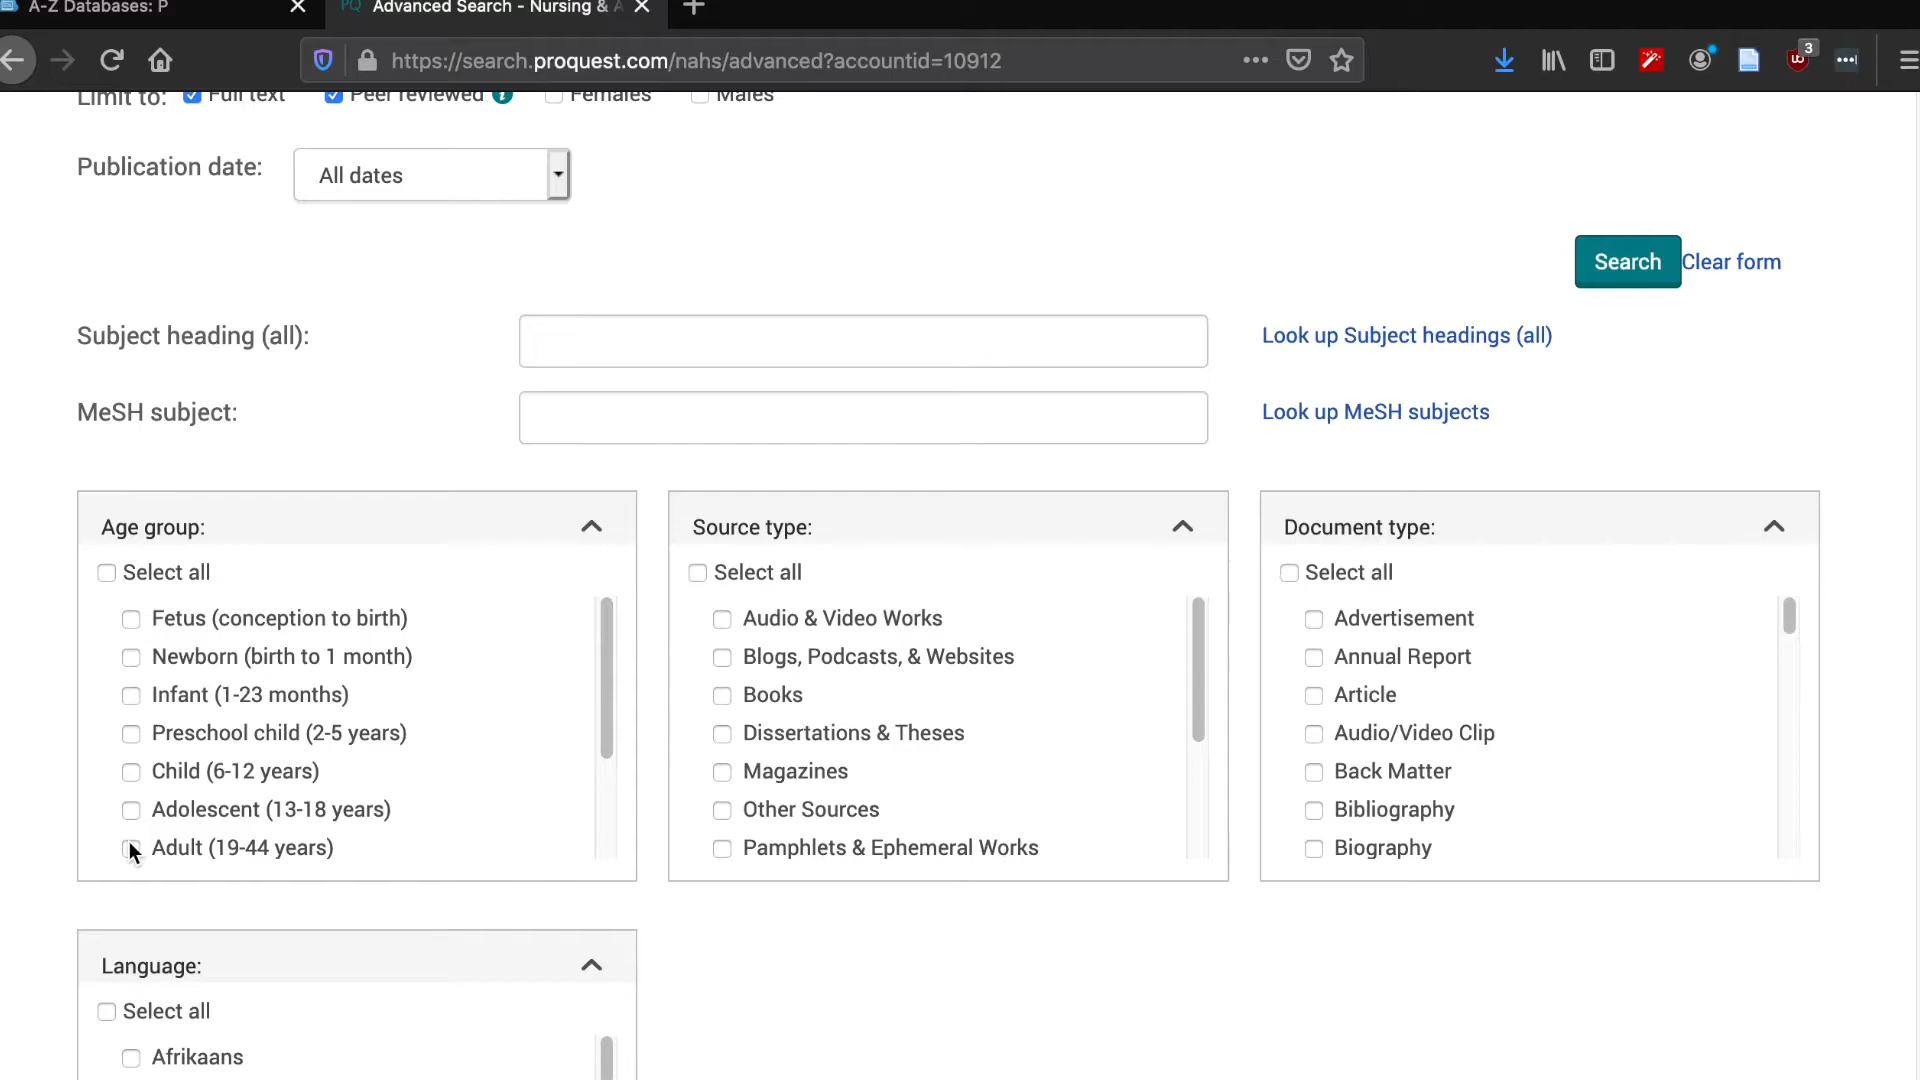 A-Z Databases: P
PQ Advanced Search - Nursing & A
https://search.proquest.com/nahs/advanced?accountid=10912
3
Limit to: Full text Peer reviewed i Females Males
Publication date: All dates
Search Clear form
Subject heading (all): Look up Subject headings (all)
MeSH subject: Look up MeSH subjects
Age group:
Select all
Fetus (conception to birth)
Newborn (birth to 1 month)
Infant (1-23 months)
Preschool child (2-5 years)
Child (6-12 years)
Adolescent (13-18 years)
Adult (19-44 years)
Source type:
Select all
Audio & Video Works
Blogs, Podcasts, & Websites
Books
Dissertations & Theses
Magazines
Other Sources
Pamphlets & Ephemeral Works
Document type:
Select all
Advertisement
Annual Report
Article
Audio/Video Clip
Back Matter
Bibliography
Biography
Language:
Select all
Afrikaans